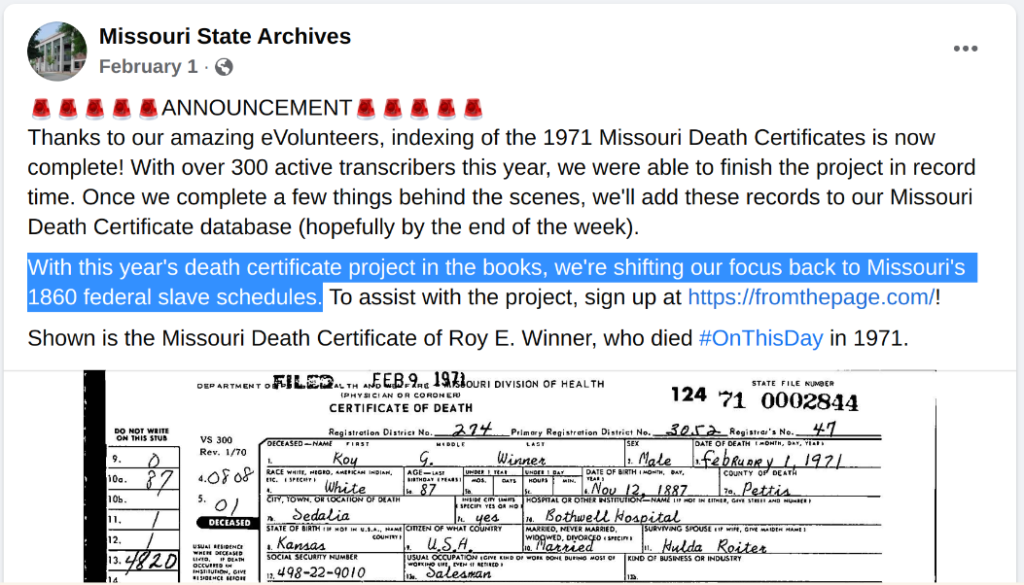 Missouri State Archives
February 1 ·
ANNOUNCEMENT
Thanks to our amazing eVolunteers, indexing of the 1971 Missouri Death Certificates is now
complete! With over 300 active transcribers this year, we were able to finish the project in record
time. Once we complete a few things behind the scenes, we'll add these records to our Missouri
Death Certificate database (hopefully by the end of the week).
With this year's death certificate project in the books, we're shifting our focus back to Missouri's
1860 federal slave schedules. To assist with the project, sign up at https://fromthepage.com/!
Shown is the Missouri Death Certificate of Roy E. Winner, who died #OnThisDay in 1971.
FILED FEB 9 1971
MISSOURI DIVISION OF HEALTH
(PHYSICIAN OR CORONER)
CERTIFICATE OF DEATH
STATE FILE NUMBER
124 71 0002844
DO NOT WRITE
ON THIS STUB
VS 300
Rev. 1/70
Registration District No. 274 Primary Registration District No. 3052 Registrar's No. 47
DECEASED—NAME FIRST MIDDLE LAST SEX DATE OF DEATH (MONTH, DAY, YEAR)
1. Roy G. Winner 2. Male 3. February 1, 1971
RACE WHITE, NEGRO, AMERICAN INDIAN, ETC. (SPECIFY) AGE—LAST BIRTHDAY (YEARS) UNDER 1 YEAR MOS. DAYS UNDER 1 DAY HOURS MIN. DATE OF BIRTH (MONTH, DAY, YEAR) COUNTY OF DEATH
White 87 Nov 12, 1887 7a. Pettis
CITY, TOWN, OR LOCATION OF DEATH INSIDE CITY LIMITS (SPECIFY YES OR NO) HOSPITAL OR OTHER INSTITUTION—NAME (IF NOT IN EITHER, GIVE STREET AND NUMBER)
Sedalia yes Bothwell Hospital
STATE OF BIRTH (IF NOT IN U.S.A., NAME COUNTRY) CITIZEN OF WHAT COUNTRY MARRIED, NEVER MARRIED, WIDOWED, DIVORCED (SPECIFY) SURVIVING SPOUSE (IF WIFE, GIVE MAIDEN NAME)
8. Kansas 9. U.S.A. 10. Married 11. Hulda Roiter
SOCIAL SECURITY NUMBER USUAL OCCUPATION (GIVE KIND OF WORK DONE DURING MOST OF WORKING LIFE, EVEN IF RETIRED) KIND OF BUSINESS OR INDUSTRY
12. 498-22-9010 13a. Salesman 13b.
9. 0
10a. 87
10b.
11. 1
12. 1
13. 4820
14
4. 0808
5. 01
DECEASED
USUAL RESIDENCE
WHERE DECEASED
LIVED. IF DEATH
OCCURRED IN
INSTITUTION, GIVE
RESIDENCE BEFORE